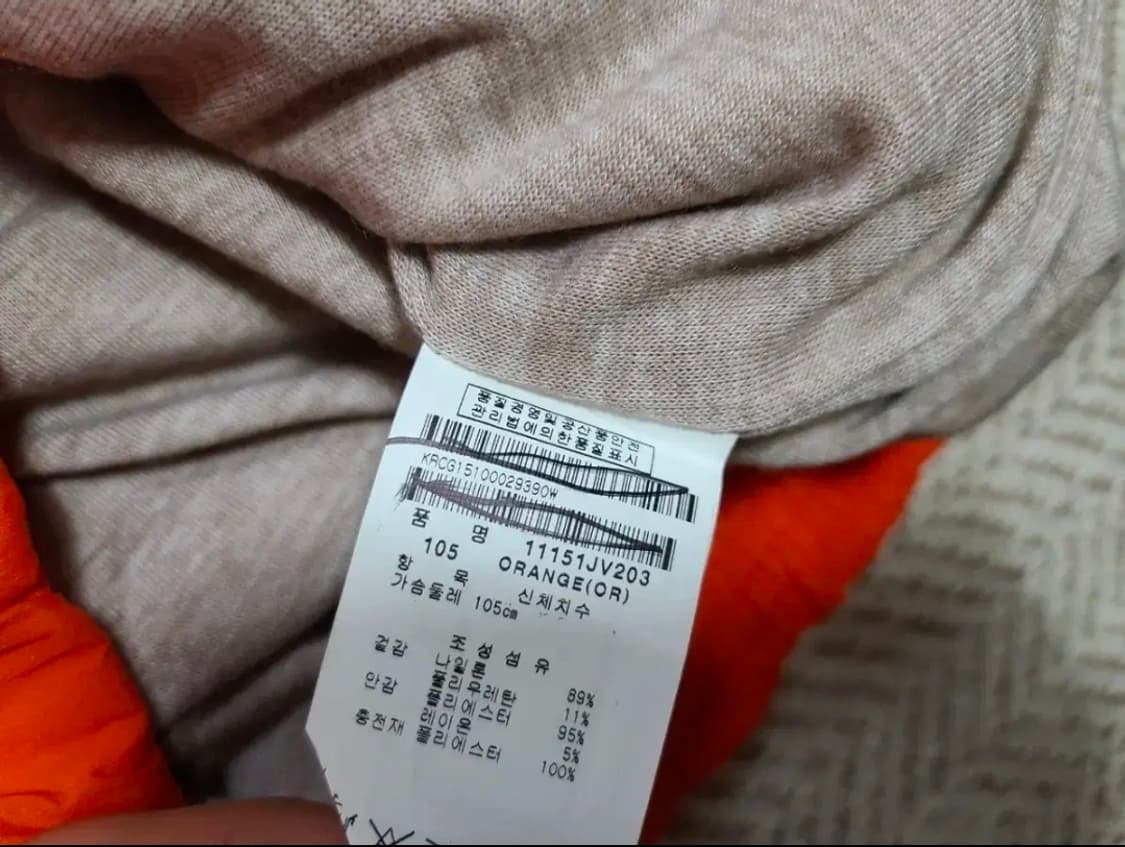 품질경영및공산품안전
관리법에의한품질표시
KRCG15100029390W
품 명 11151JV203
105 ORANGE(OR)
항 목 신체치수
가슴둘레 105㎝
조 성 섬 유
겉감 나일론 89%
폴리우레탄 11%
안감 폴리에스터 95%
레이온 5%
충전재 폴리에스터 100%